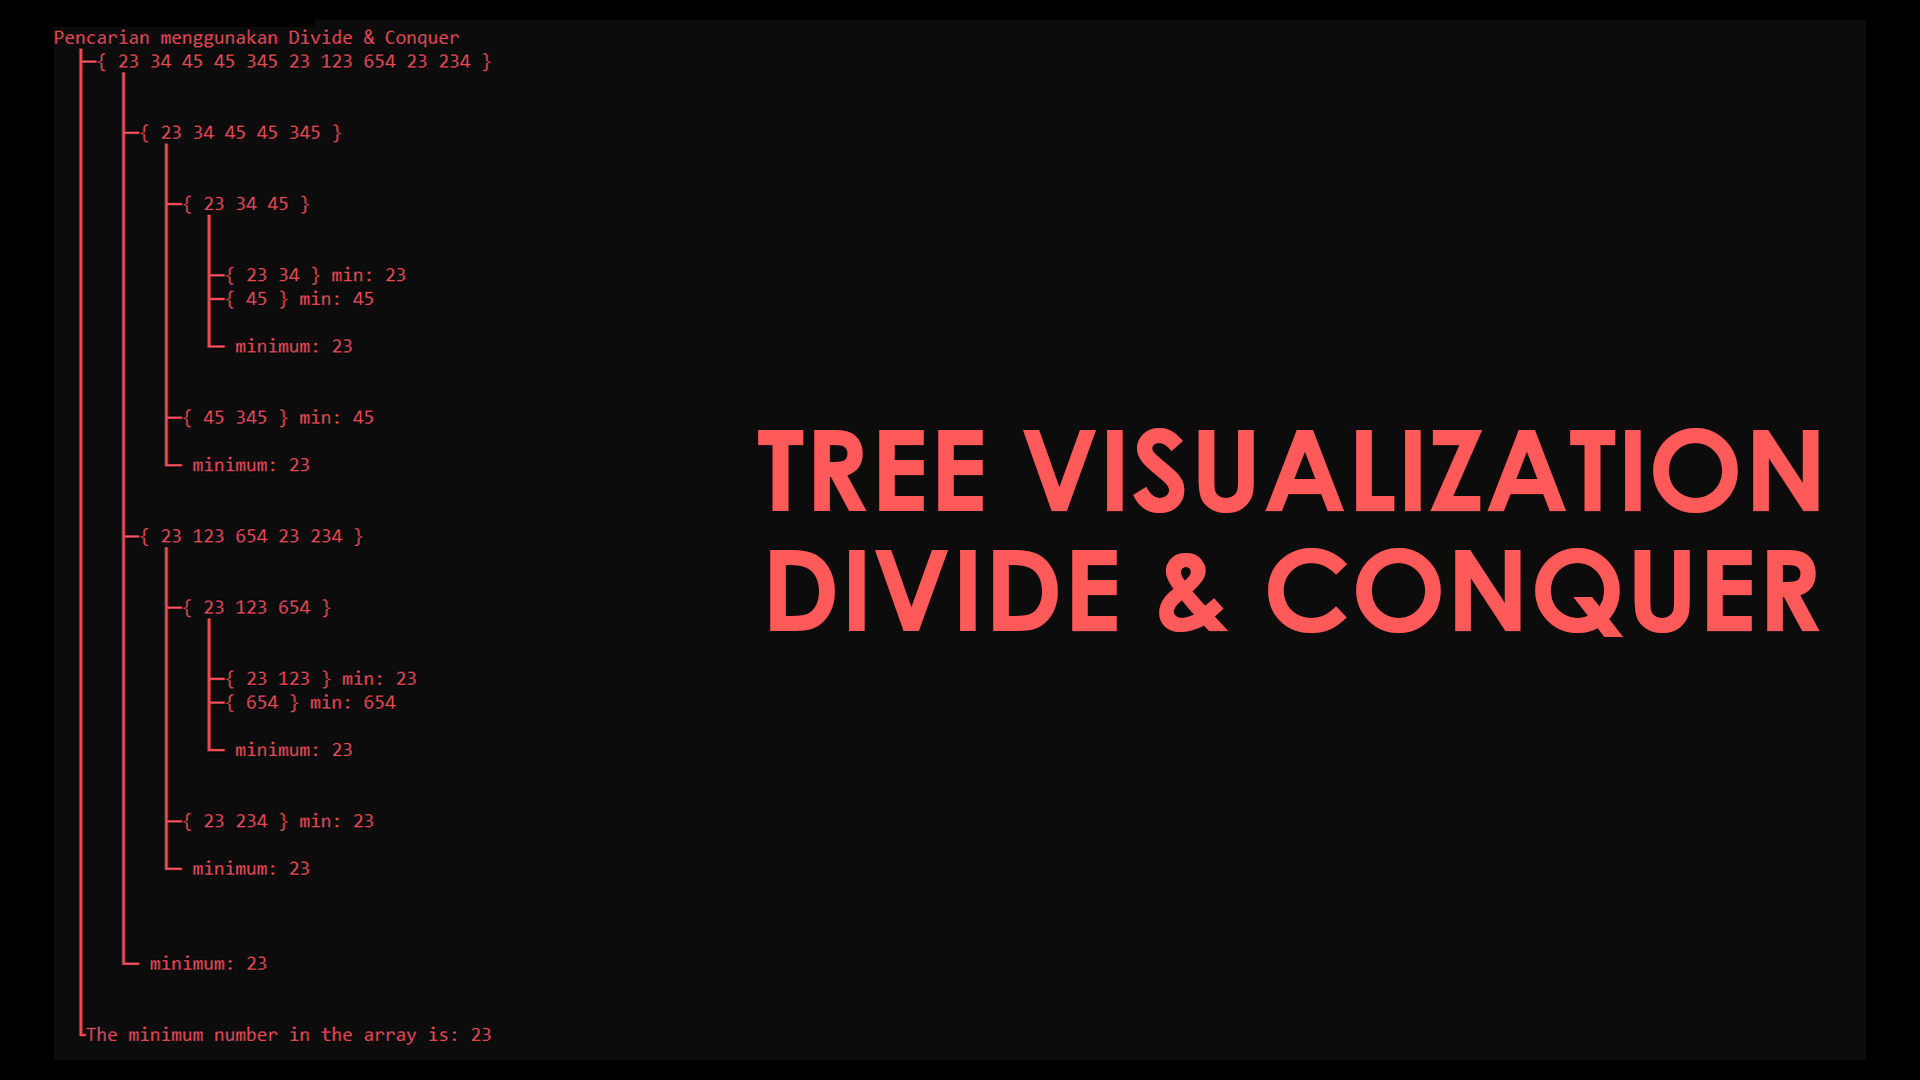 Pencarian menggunakan Divide & Conquer
{ 23 34 45 45 345 23 123 654 23 234 }
{ 23 34 45 45 345 }
{ 23 34 45 }
{ 23 34 } min: 23
{ 45 } min: 45
minimum: 23
{ 45 345 } min: 45
minimum: 23
{ 23 123 654 23 234 }
{ 23 123 654 }
{ 23 123 } min: 23
{ 654 } min: 654
minimum: 23
{ 23 234 } min: 23
minimum: 23
minimum: 23
The minimum number in the array is: 23
TREE VISUALIZATION
DIVIDE & CONQUER